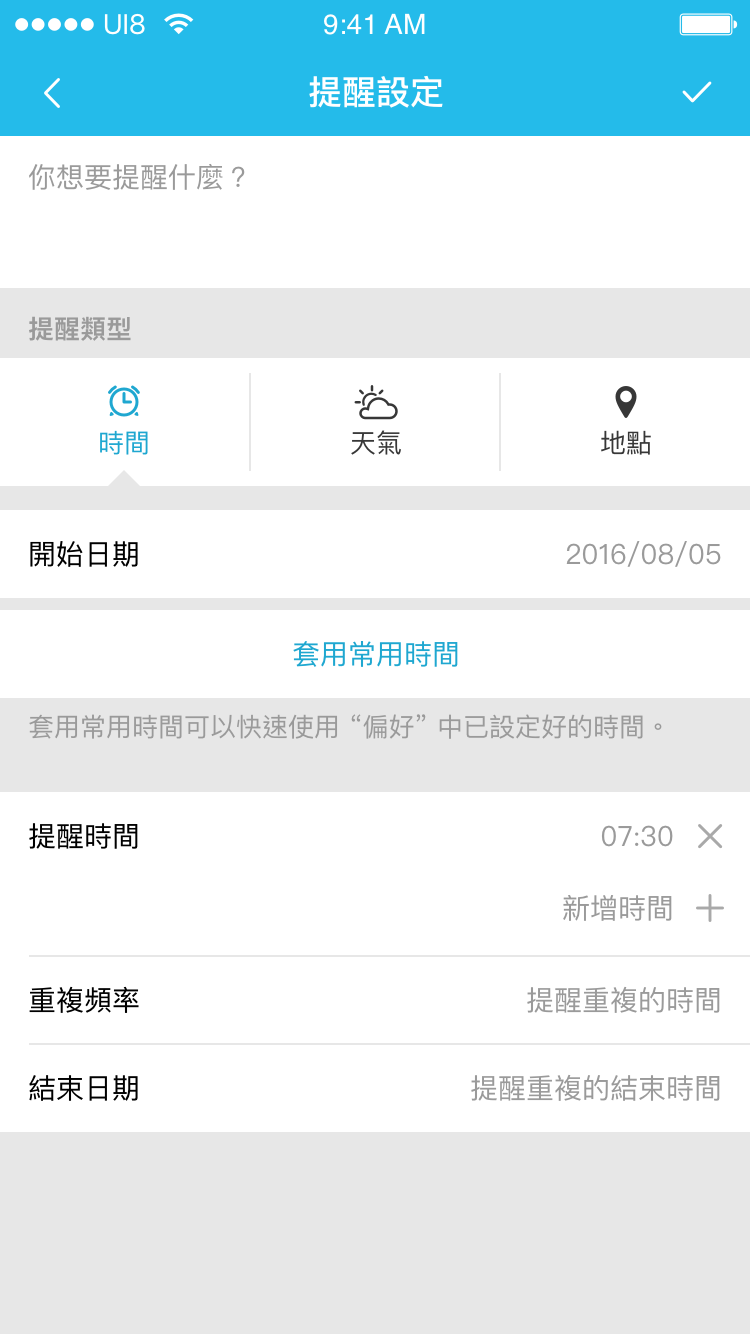 UI8 9:41 AM
提醒設定
你想要提醒什麼？
提醒類型
時間 天氣 地點
開始日期 2016/08/05
套用常用時間
套用常用時間可以快速使用“偏好”中已設定好的時間。
提醒時間 07:30
新增時間
重複頻率 提醒重複的時間
結束日期 提醒重複的結束時間